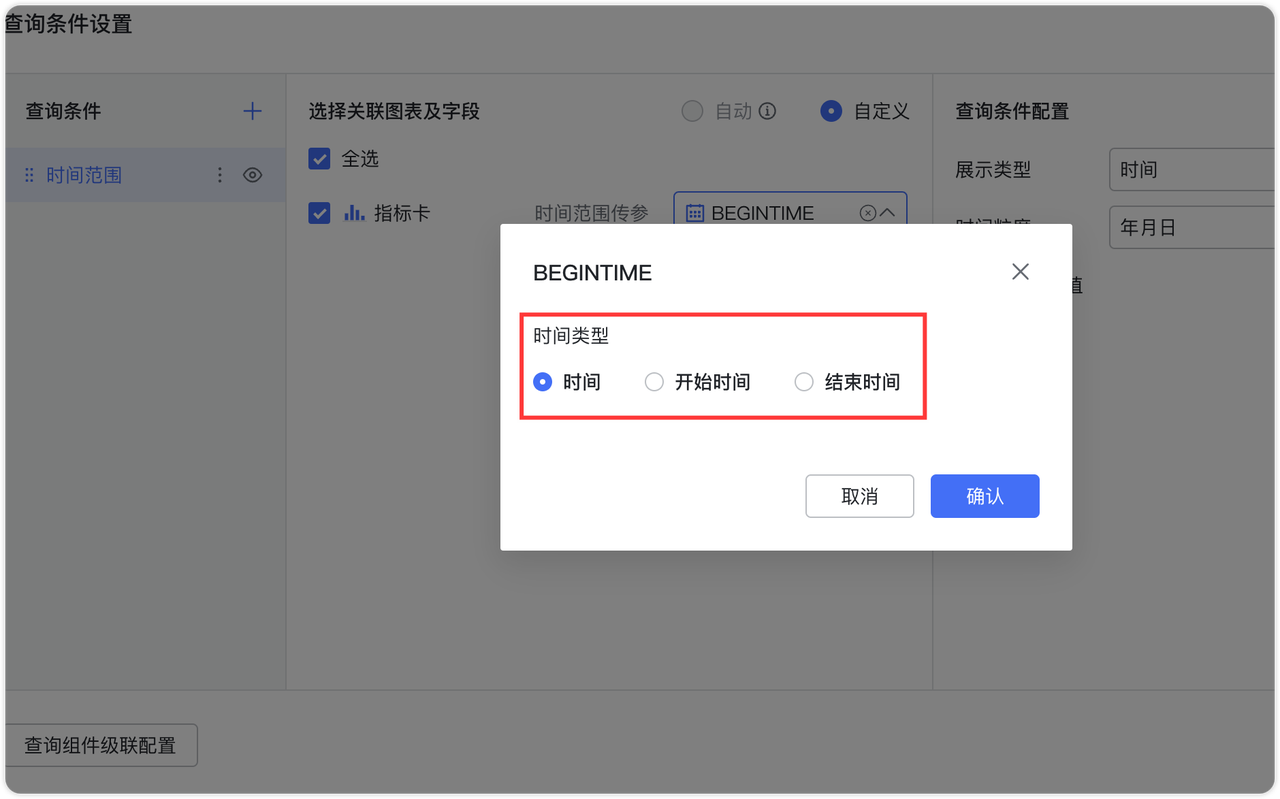 查询条件设置
查询条件
选择关联图表及字段
自动
自定义
查询条件配置
时间范围
全选
展示类型
时间
指标卡
时间范围传参
BEGINTIME
年月日
值
BEGINTIME
时间类型
时间
开始时间
结束时间
取消
确认
查询组件级联配置